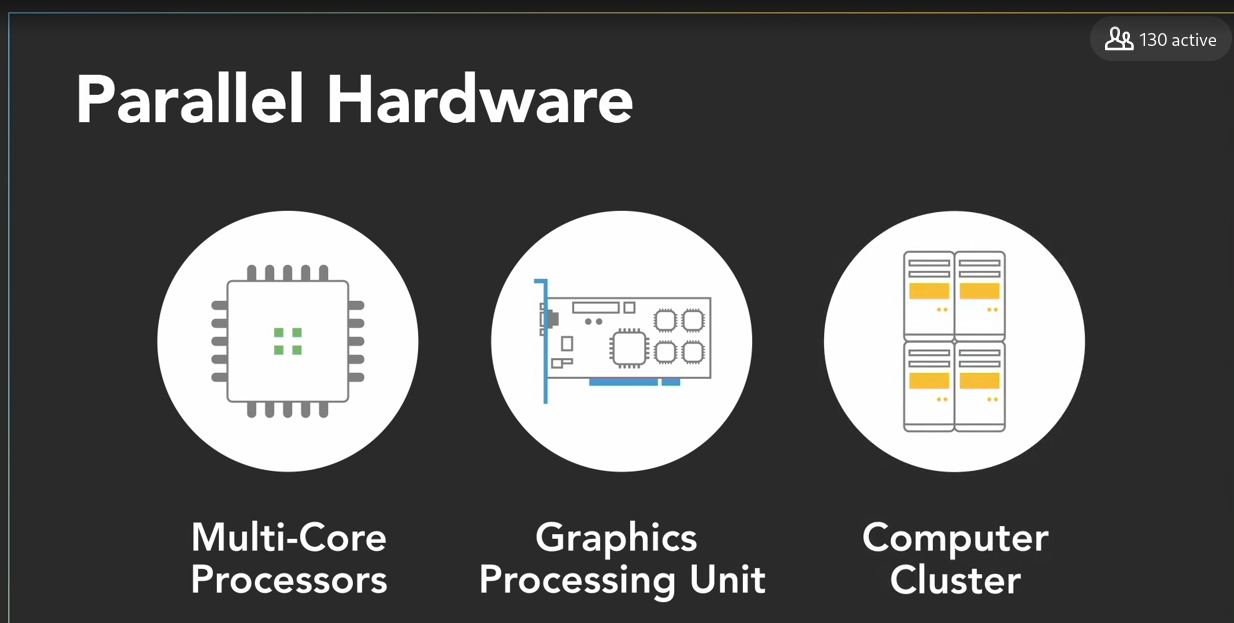 130 active
Parallel Hardware
Multi-Core
Processors
Graphics
Processing Unit
Computer
Cluster